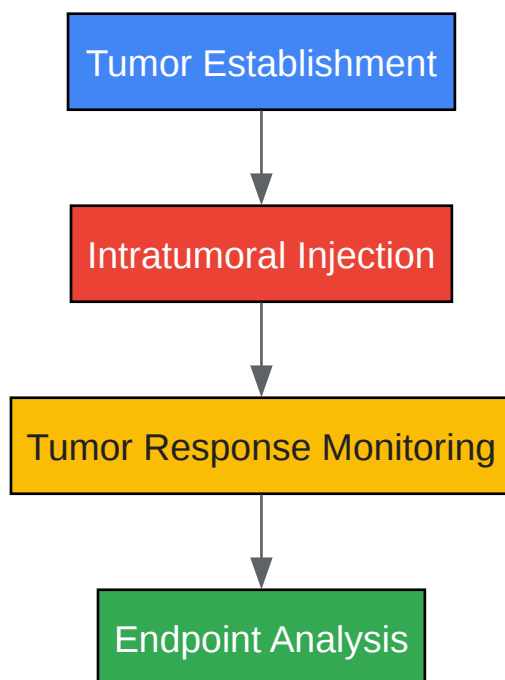 Tumor Establishment
Intratumoral Injection
Tumor Response Monitoring
Endpoint Analysis